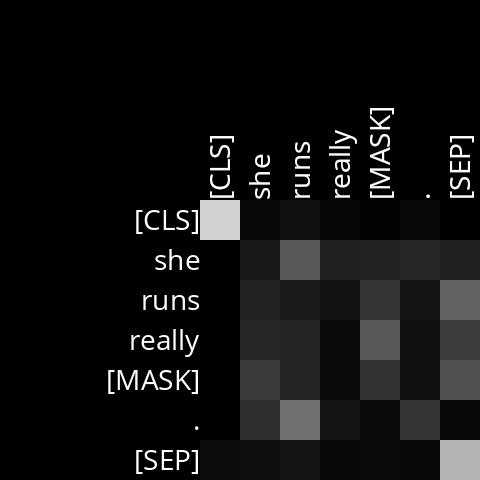 [CLS] she runs really [MASK] . [SEP]
[CLS]
she
runs
really
[MASK]
.
[SEP]